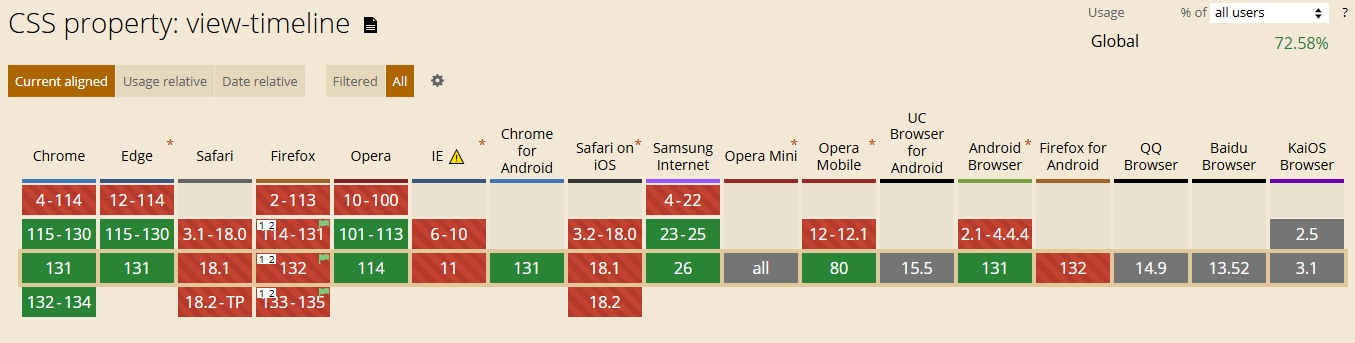 CSS property: view-timeline
Usage % of all users ?
Global 72.58%
Current aligned Usage relative Date relative Filtered All
Chrome Edge * Safari Firefox Opera IE * Chrome for Android Safari on iOS * Samsung Internet Opera Mini * Opera Mobile * UC Browser for Android Android Browser * Firefox for Android QQ Browser Baidu Browser KaiOS Browser
4-114 12-114 2-113 10-100 4-22
115-130 115-130 3.1-18.0 1 2 114-131 101-113 6-10 3.2-18.0 23-25 12-12.1 2.1-4.4.4 2.5
131 131 18.1 1 2 132 114 11 131 18.1 26 all 80 15.5 131 132 14.9 13.52 3.1
132-134 18.2-TP 1 2 133-135 18.2